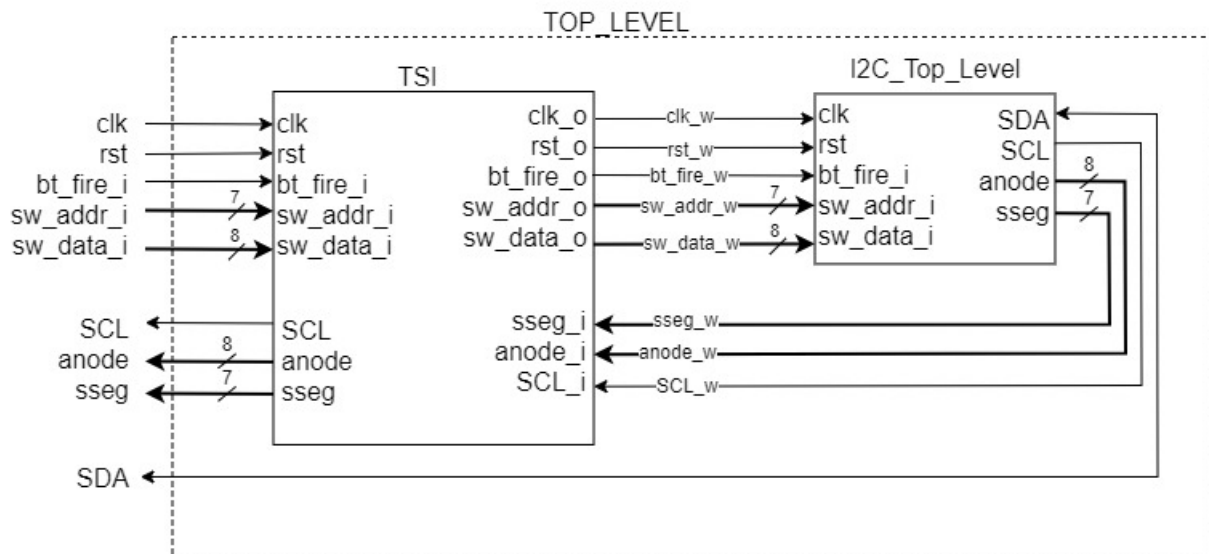 TOP_LEVEL
TSI
I2C_Top_Level
clk clk clk_o clk_w clk SDA
rst rst rst_o rst_w rst SCL
bt_fire_i bt_fire_i bt_fire_o bt_fire_w bt_fire_i anode 8
sw_addr_i 7 sw_addr_i sw_addr_o sw_addr_w 7 sw_addr_i sseg 7
sw_data_i 8 sw_data_i sw_data_o sw_data_w 8 sw_data_i
SCL SCL sseg_i sseg_w
anode 8 anode anode_i anode_w
sseg 7 sseg SCL_i SCL_w
SDA